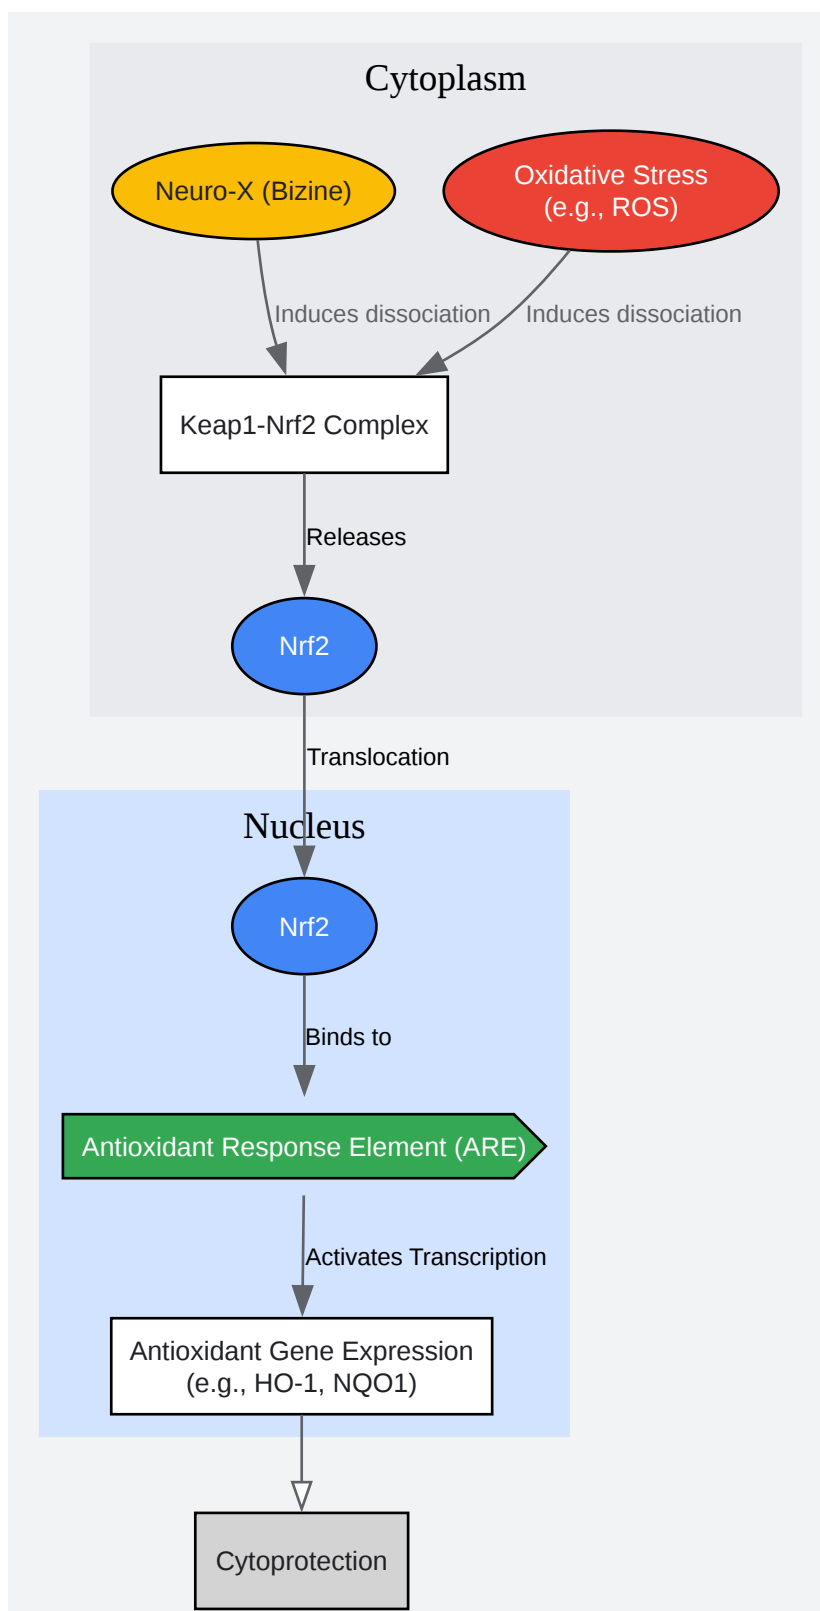 Cytoplasm
Neuro-X (Bizine)
Oxidative Stress
(e.g., ROS)
Induces dissociation
Induces dissociation
Keap1-Nrf2 Complex
Releases
Nrf2
Translocation
Nucleus
Nrf2
Binds to
Antioxidant Response Element (ARE)
Activates Transcription
Antioxidant Gene Expression
(e.g., HO-1, NQO1)
Cytoprotection